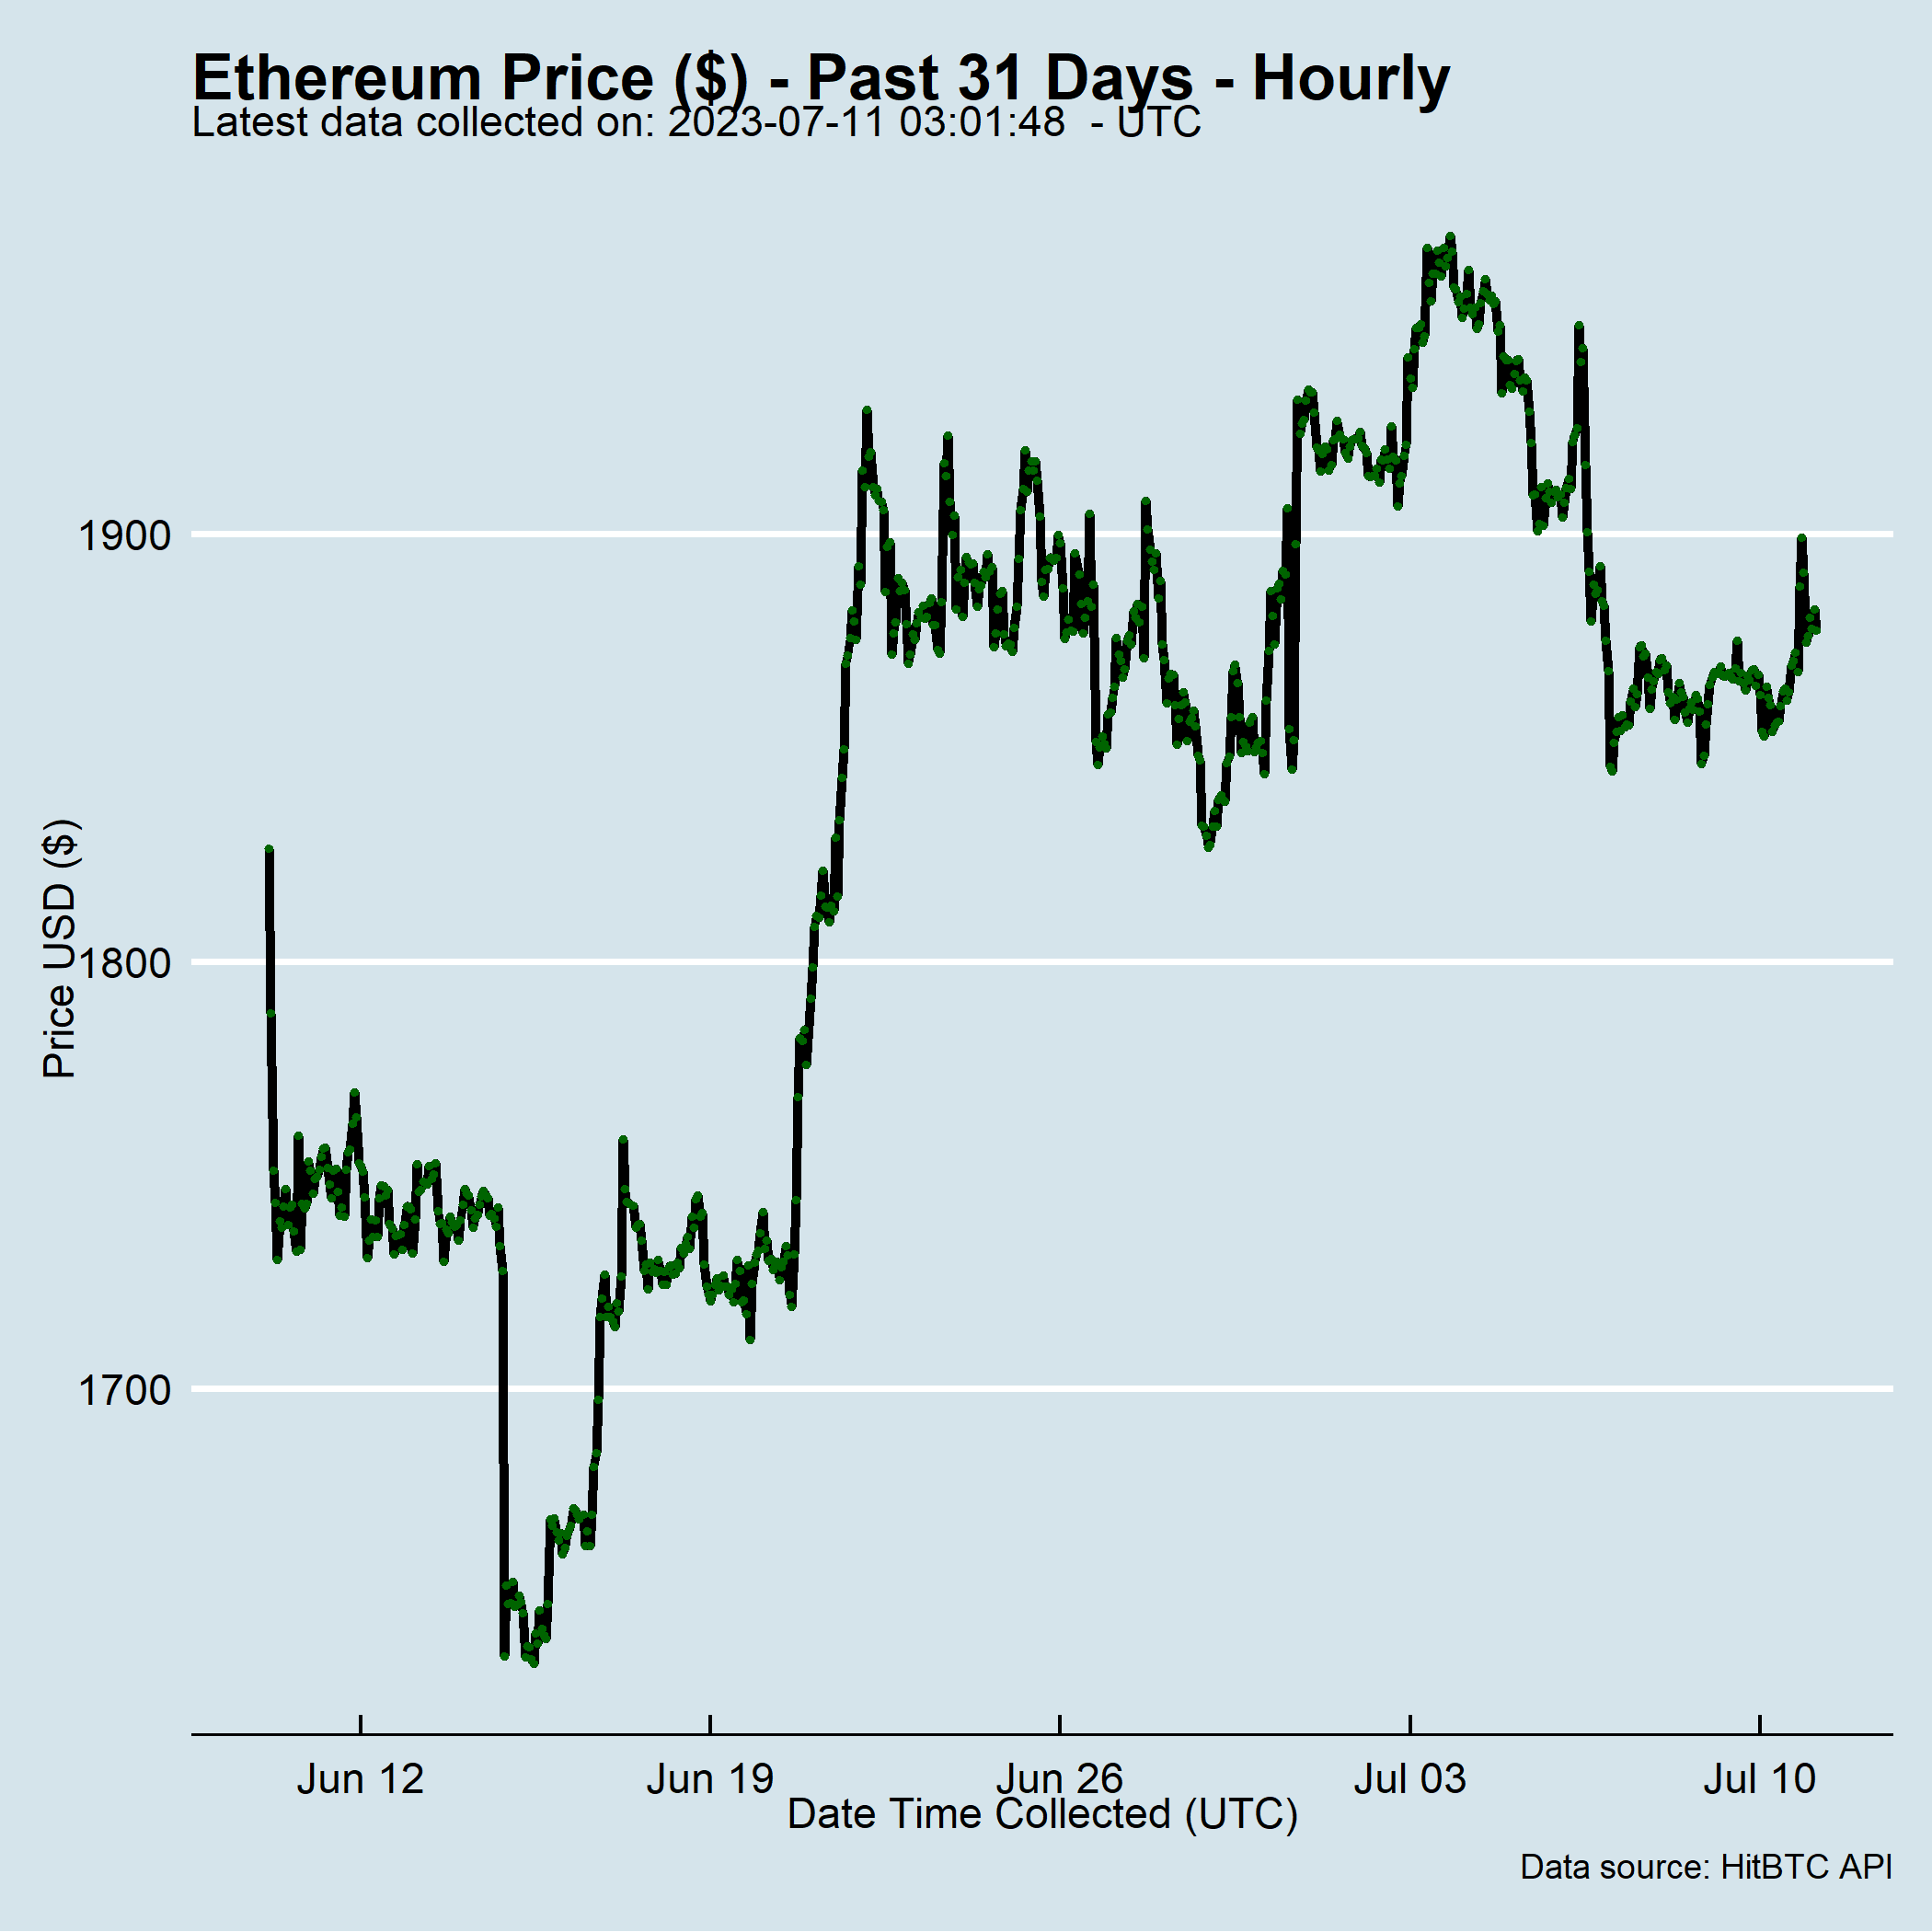 Ethereum Price ($) - Past 31 Days - Hourly
Latest data collected on: 2023-07-11 03:01:48  - UTC
Price USD ($)
1900
1800
1700
Jun 12
Jun 19
Jun 26
Jul 03
Jul 10
Date Time Collected (UTC)
Data source: HitBTC API